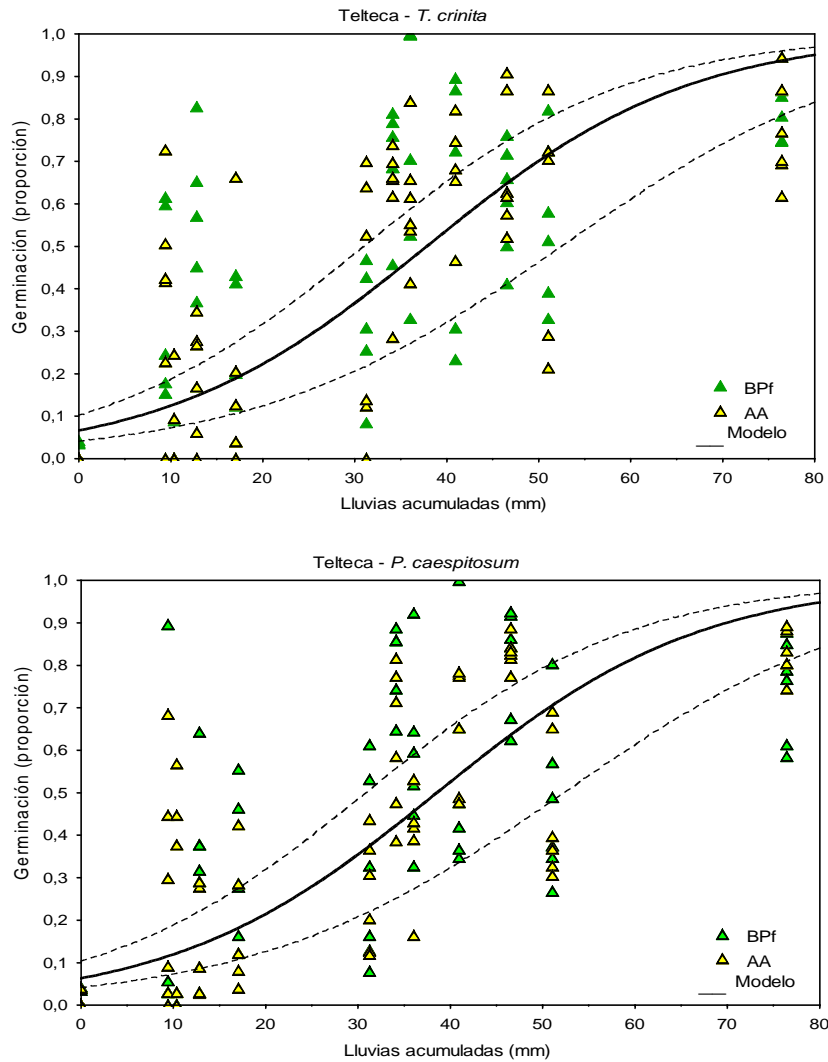 Telteca - T. crinita
1,0
0,9
0,8
0,7
0,6
0,5
0,4
0,3
0,2
0,1
0,0
Germinación (proporción)
BPf
AA
Modelo
0 10 20 30 40 50 60 70 80
Lluvias acumuladas (mm)
Telteca - P. caespitosum
1,0
0,9
0,8
0,7
0,6
0,5
0,4
0,3
0,2
0,1
0,0
Germinación (proporción)
BPf
AA
Modelo
0 10 20 30 40 50 60 70 80
Lluvias acumuladas (mm)